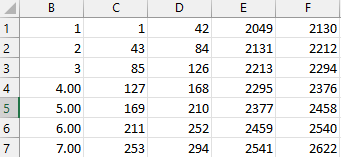 B C D E F
1 1 1 42 2049 2130
2 2 43 84 2131 2212
3 3 85 126 2213 2294
4 4.00 127 168 2295 2376
5 5.00 169 210 2377 2458
6 6.00 211 252 2459 2540
7 7.00 253 294 2541 2622